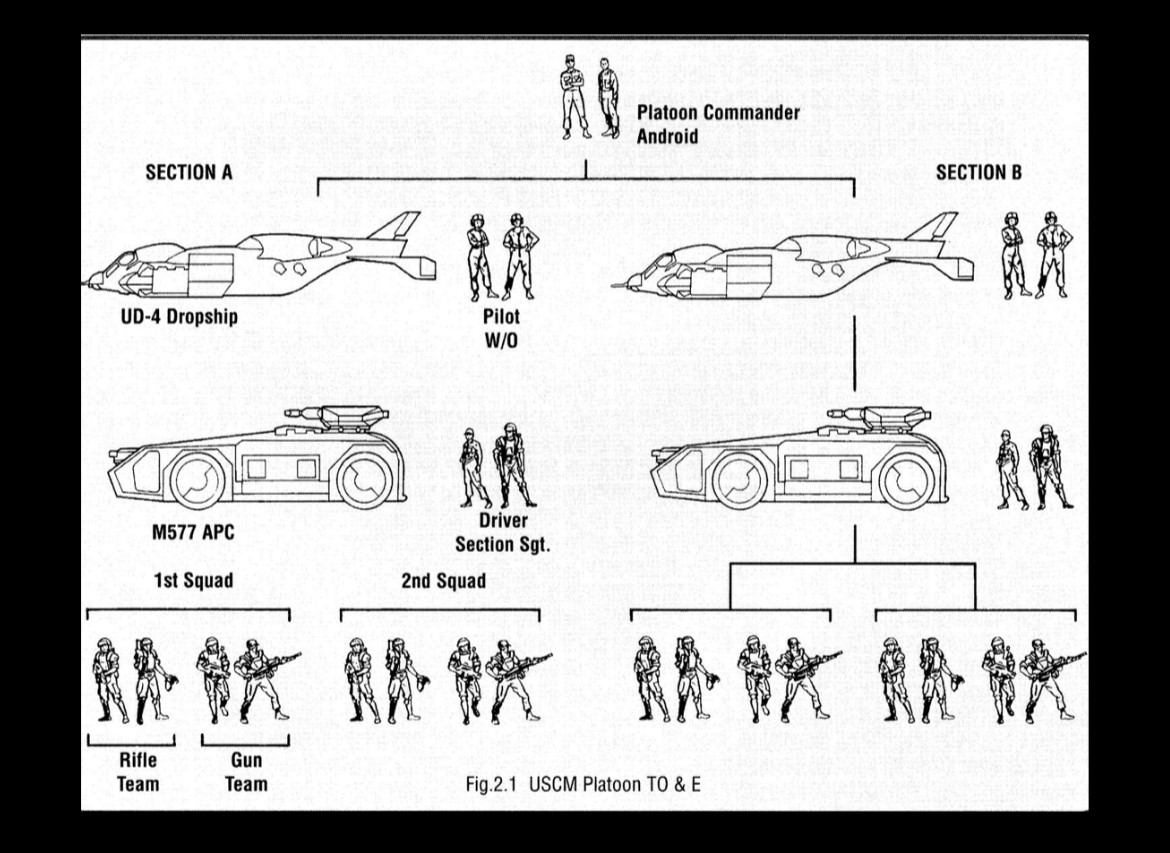 Platoon Commander
Android
SECTION A
SECTION B
UD-4 Dropship
Pilot
W/O
M577 APC
Driver
Section Sgt.
1st Squad
2nd Squad
Rifle
Team
Gun
Team
Fig.2.1 USCM Platoon TO & E